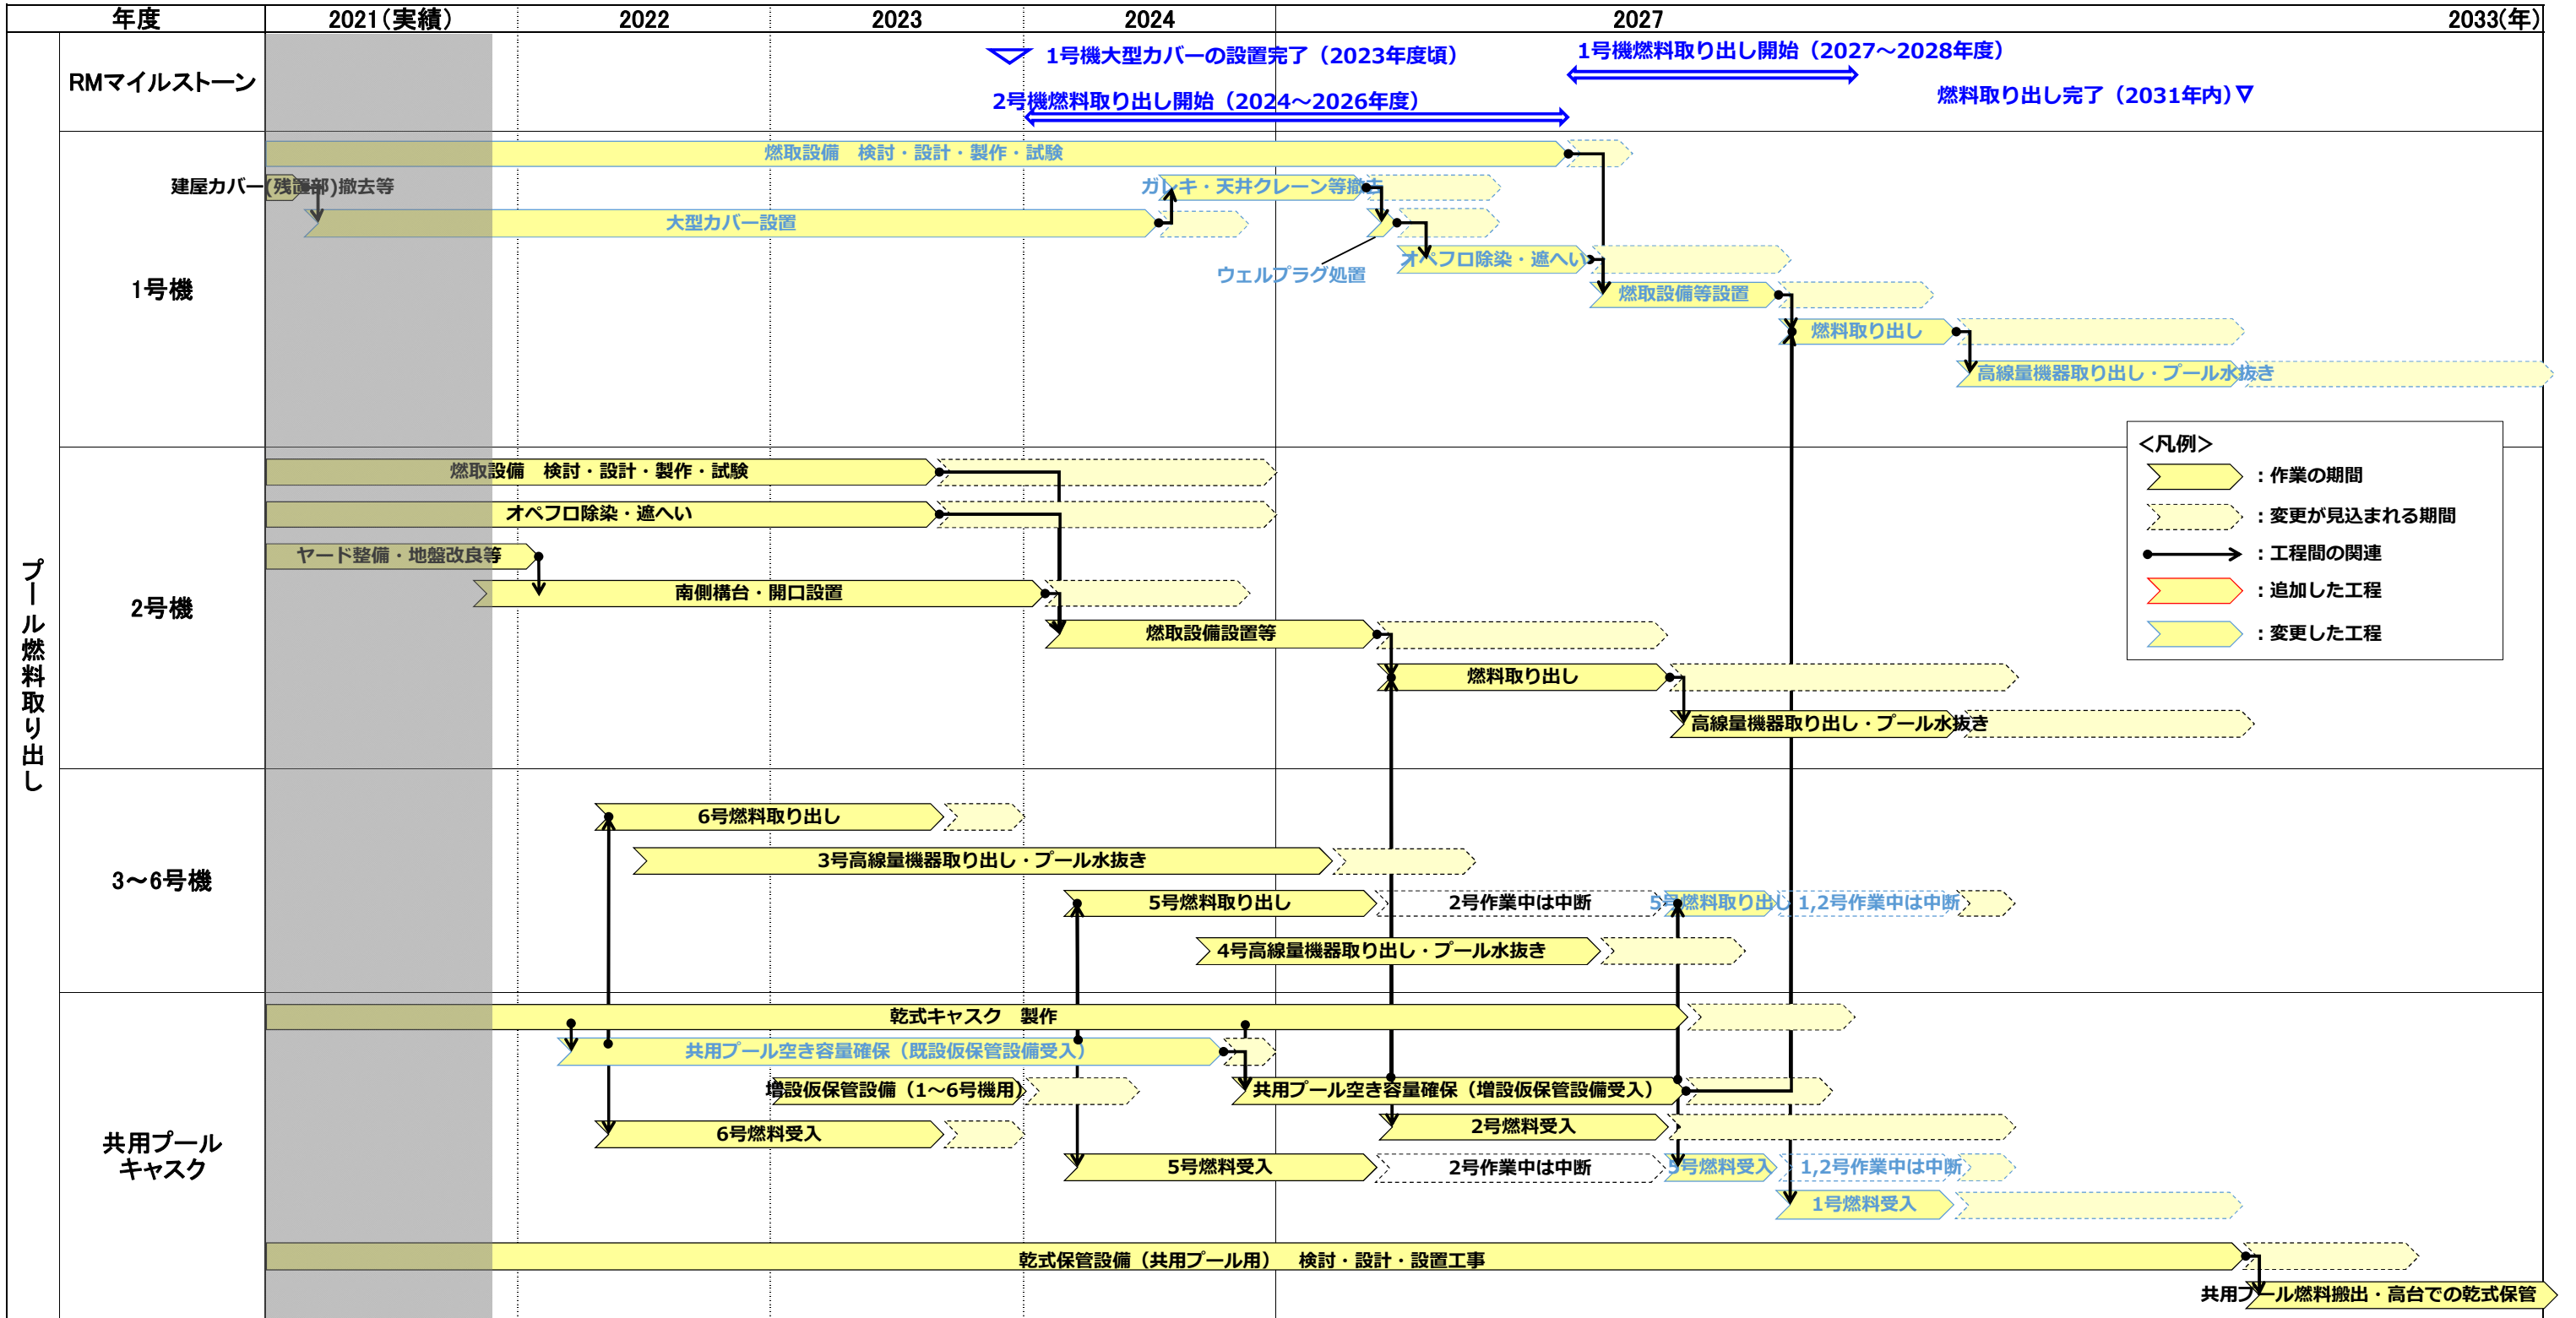 年度 2021(実績) 2022 2023 2024 2027 2033(年)
プール燃料取り出し
RMマイルストーン
1号機大型カバーの設置完了（2023年度頃）
1号機燃料取り出し開始（2027～2028年度）
2号機燃料取り出し開始（2024～2026年度）
燃料取り出し完了（2031年内）
1号機
燃取設備　検討・設計・製作・試験
建屋カバー(残置部)撤去等
ガレキ・天井クレーン等撤去
大型カバー設置
ウェルプラグ処置
オペフロ除染・遮へい
燃取設備等設置
燃料取り出し
高線量機器取り出し・プール水抜き
＜凡例＞
：作業の期間
：変更が見込まれる期間
：工程間の関連
：追加した工程
：変更した工程
2号機
燃取設備　検討・設計・製作・試験
オペフロ除染・遮へい
ヤード整備・地盤改良等
南側構台・開口設置
燃取設備設置等
燃料取り出し
高線量機器取り出し・プール水抜き
3～6号機
6号燃料取り出し
3号高線量機器取り出し・プール水抜き
5号燃料取り出し 2号作業中は中断 5号燃料取り出し 1,2号作業中は中断
4号高線量機器取り出し・プール水抜き
共用プール
キャスク
乾式キャスク　製作
共用プール空き容量確保（既設仮保管設備受入）
増設仮保管設備（1～6号機用） 共用プール空き容量確保（増設仮保管設備受入）
6号燃料受入 2号燃料受入
5号燃料受入 2号作業中は中断 5号燃料受入 1,2号作業中は中断
1号燃料受入
乾式保管設備（共用プール用）　検討・設計・設置工事
共用プール燃料搬出・高台での乾式保管